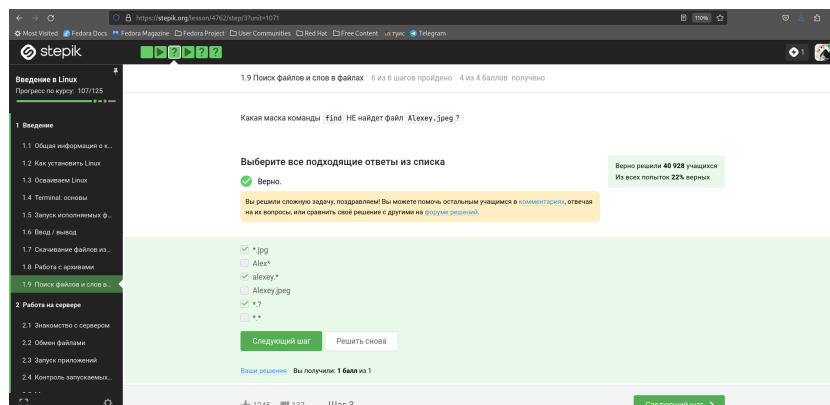 https://stepik.org/lesson/4762/step/3?unit=1071
110%
Most Visited Fedora Docs Fedora Magazine Fedora Project User Communities Red Hat Free Content Telegram
stepik
1
Введение в Linux
Прогресс по курсу: 107/125
1 Введение
1.1 Общая информация о к...
1.2 Как установить Linux
1.3 Осваиваем Linux
1.4 Terminal: основы
1.5 Запуск исполняемых ф...
1.6 Ввод / вывод
1.7 Скачивание файлов из...
1.8 Работа с архивами
1.9 Поиск файлов и слов в...
2 Работа на сервере
2.1 Знакомство с сервером
2.2 Обмен файлами
2.3 Запуск приложений
2.4 Контроль запускаемых...
1.9 Поиск файлов и слов в файлах 6 из 6 шагов пройдено 4 из 4 баллов получено
Какая маска команды find НЕ найдет файл Alexey.jpeg ?
Выберите все подходящие ответы из списка
Верно.
Вы решили сложную задачу, поздравляем! Вы можете помочь остальным учащимся в комментариях, отвечая
на их вопросы, или сравнить своё решение с другими на форуме решений.
Верно решили 40 928 учащихся
Из всех попыток 22% верных
*.jpg
Alex*
alexey.*
Alexey.jpeg
*.?
*.*
Следующий шаг Решить снова
Ваши решения Вы получили: 1 балл из 1
1245 137 Шаг 3 Следующий шаг